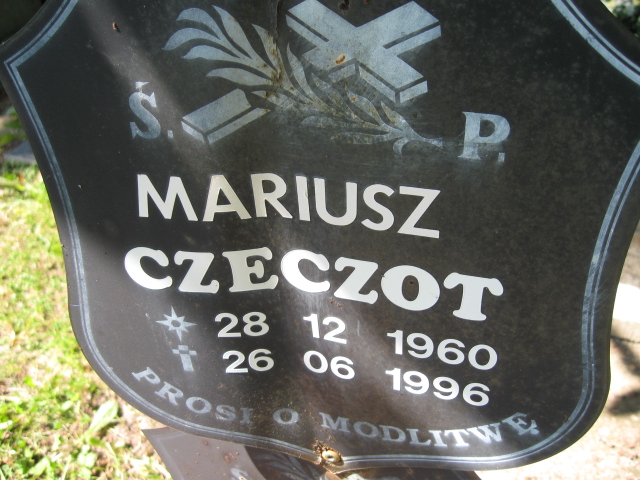 Ś. P.
MARIUSZ
CZECZOT
28 12 1960
26 06 1996
PROSI O MODLITWĘ